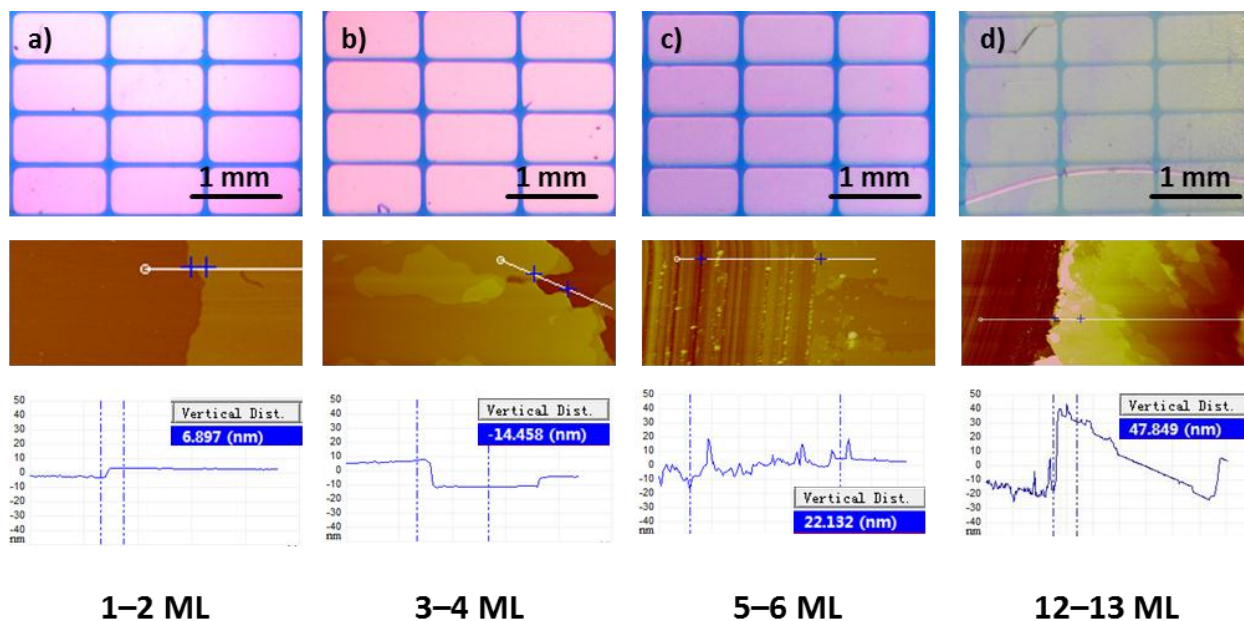 a)
1 mm
b)
1 mm
c)
1 mm
d)
1 mm
50
40
30
20
10
0
-10
-20
-30
-40
nm
Vertical Dist.
6.897 (nm)
50
40
30
20
10
0
-10
-20
-30
-40
nm
Vertical Dist.
-14.458 (nm)
50
40
30
20
10
0
-10
-20
-30
-40
nm
Vertical Dist.
22.132 (nm)
50
40
30
20
10
0
-10
-20
-30
-40
nm
Vertical Dist.
47.849 (nm)
1–2 ML
3–4 ML
5–6 ML
12–13 ML